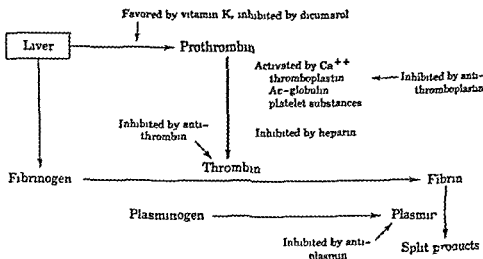 Favored by vitamin K, inhibited by dicumarol
Liver
Prothrombin
Activated by Ca++
thromboplastin
Ac-globulin
platelet substances
Inhibited by anti-
thromboplastin
Inhibited by anti-
thrombin
Inhibited by heparin
Thrombin
Fibrinogen
Fibrin
Plasminogen
Plasmin
Inhibited by anti-
plasmin
Split products